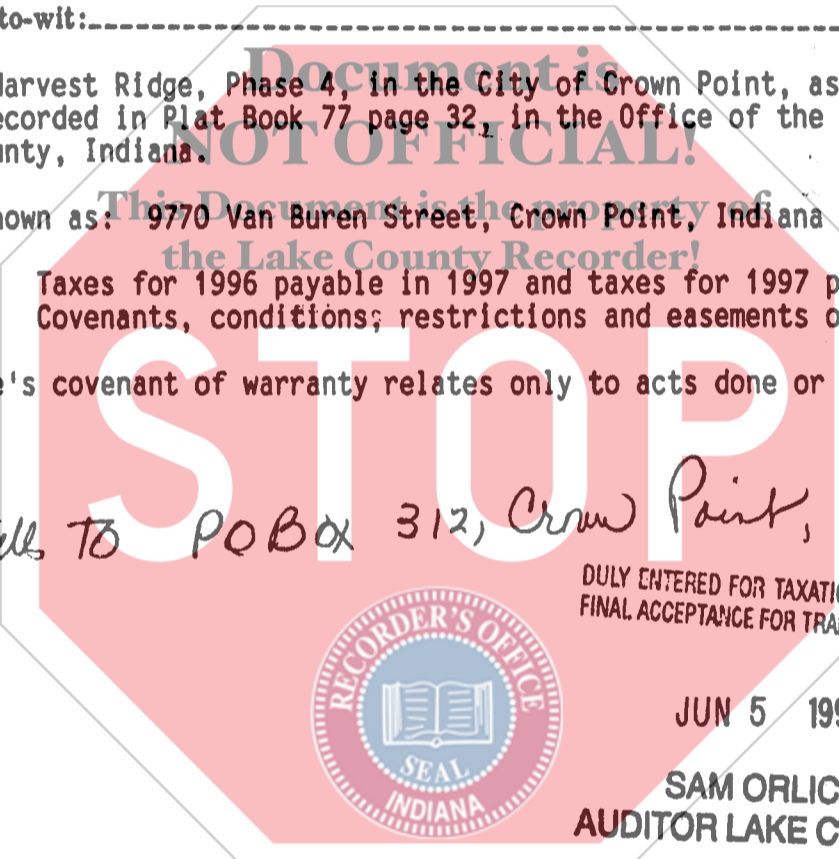 to-wit:
Document is
Harvest Ridge, Phase 4, in the City of Crown Point, as
recorded in Plat Book 77 page 32, in the Office of the
NOT OFFICIAL!
unty, Indiana.
This Document is the property of
nown as: 9770 Van Buren Street, Crown Point, Indiana
the Lake County Recorder!
Taxes for 1996 payable in 1997 and taxes for 1997 p
Covenants, conditions; restrictions and easements o
e's covenant of warranty relates only to acts done or
STOP
TO PO Box 312, Crown Point,
DULY ENTERED FOR TAXATI
FINAL ACCEPTANCE FOR TRA
RECORDER'S OFFICE
SEAL
INDIANA
JUN 5 199
SAM ORLIC
AUDITOR LAKE C